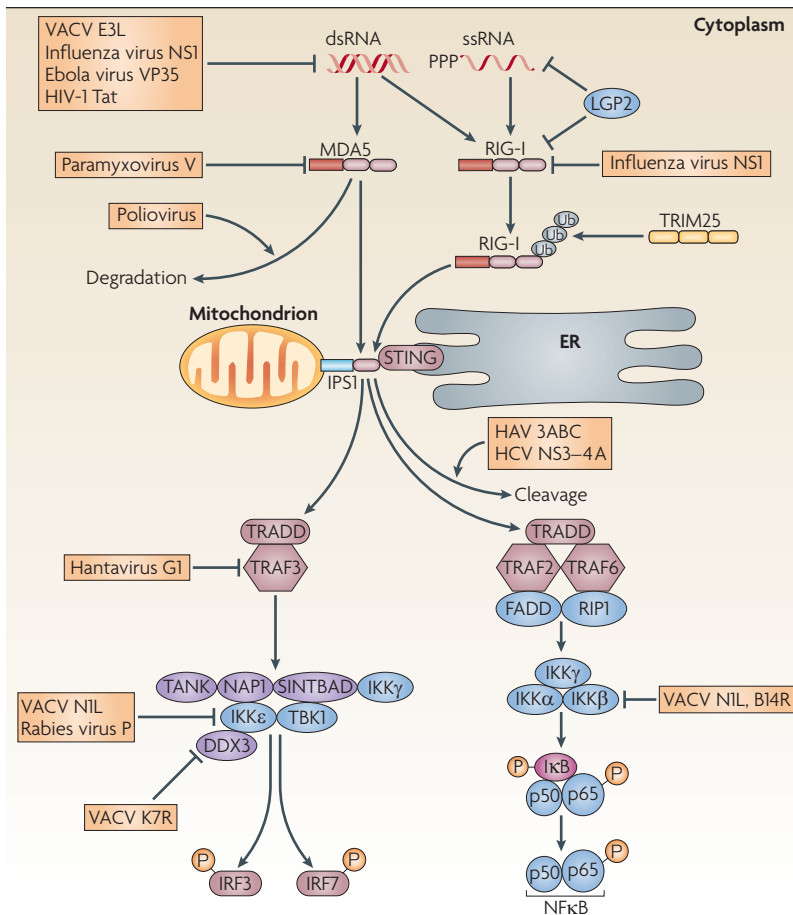 Cytoplasm
VACV E3L
Influenza virus NS1
Ebola virus VP35
HIV-1 Tat
dsRNA
ssRNA
PPP
LGP2
Paramyxovirus V
MDA5
RIG-I
Influenza virus NS1
Poliovirus
Degradation
RIG-I
Ub
Ub
Ub
TRIM25
Mitochondrion
IPS1
STING
ER
HAV 3ABC
HCV NS3–4A
Cleavage
TRADD
TRAF3
Hantavirus G1
TRADD
TRAF2
TRAF6
FADD
RIP1
TANK
NAP1
SINTBAD
IKKγ
IKKε
TBK1
DDX3
VACV N1L
Rabies virus P
VACV K7R
IKKγ
IKKα
IKKβ
VACV N1L, B14R
P
IκB
P
p50
p65
P
IRF3
P
IRF7
P
p50
p65
NFκB